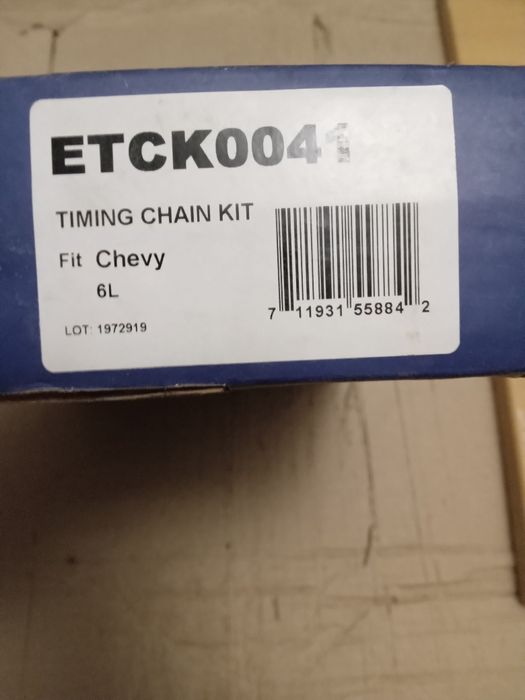 ETCK0041
TIMING CHAIN KIT
Fit Chevy
6L
LOT: 1972919
7 11931 55884 2